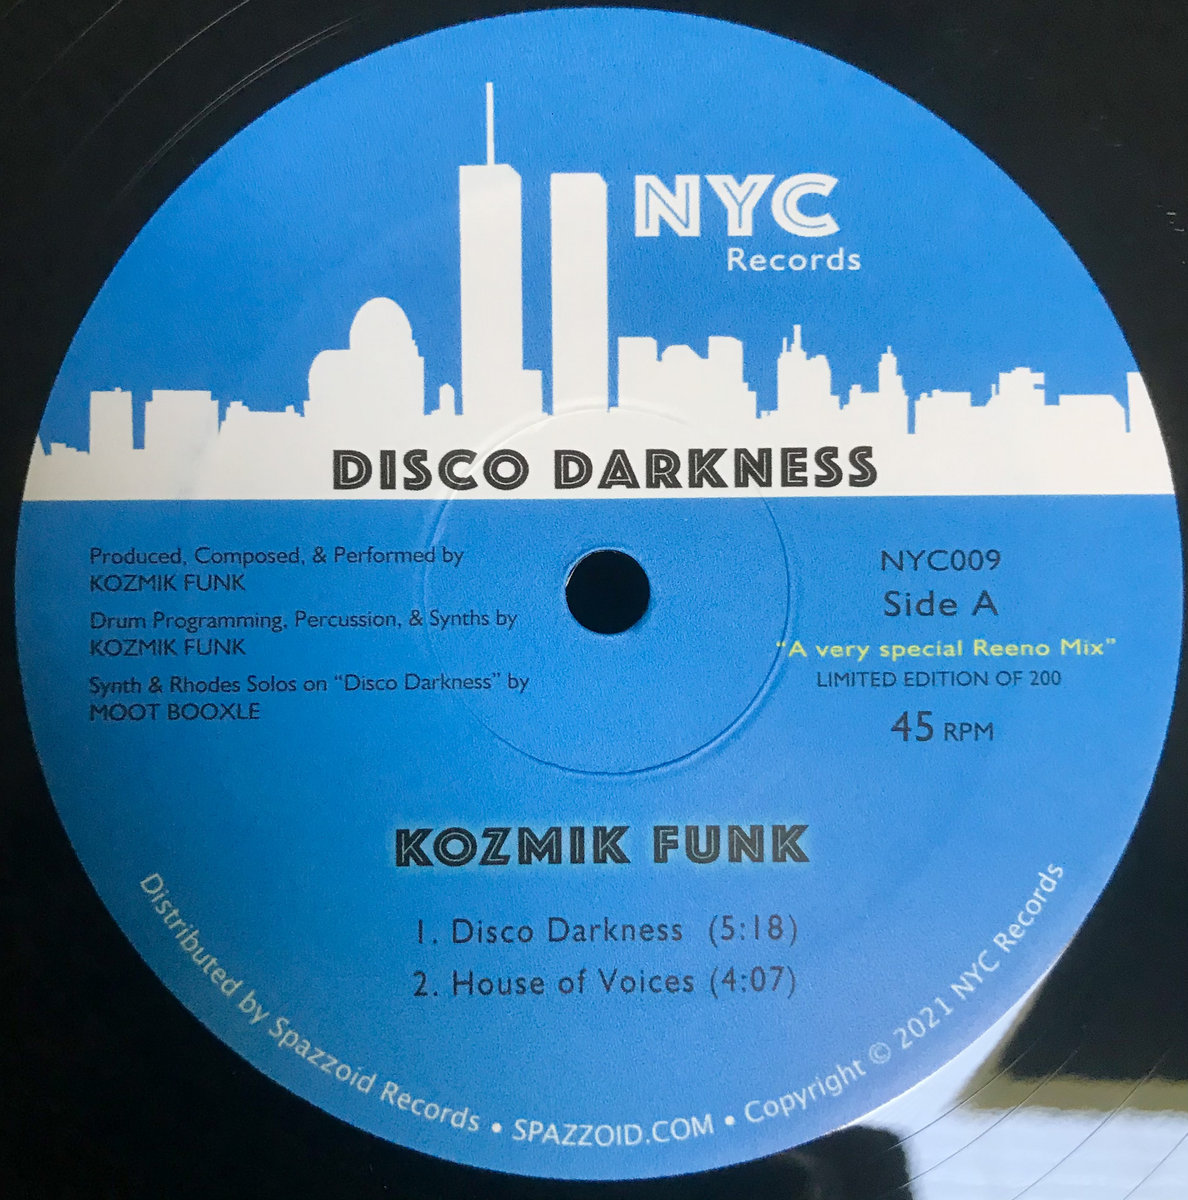 NYC
Records
DISCO DARKNESS
Produced, Composed, & Performed by
KOZMIK FUNK
Drum Programming, Percussion, & Synths by
KOZMIK FUNK
Synth & Rhodes Solos on “Disco Darkness” by
MOOT BOOXLE
NYC009
Side A
“A very special Reeno Mix”
LIMITED EDITION OF 200
45 RPM
KOZMIK FUNK
1. Disco Darkness (5:18)
2. House of Voices (4:07)
Distributed by Spazzoid Records • SPAZZOID.COM • Copyright © 2021 NYC Records